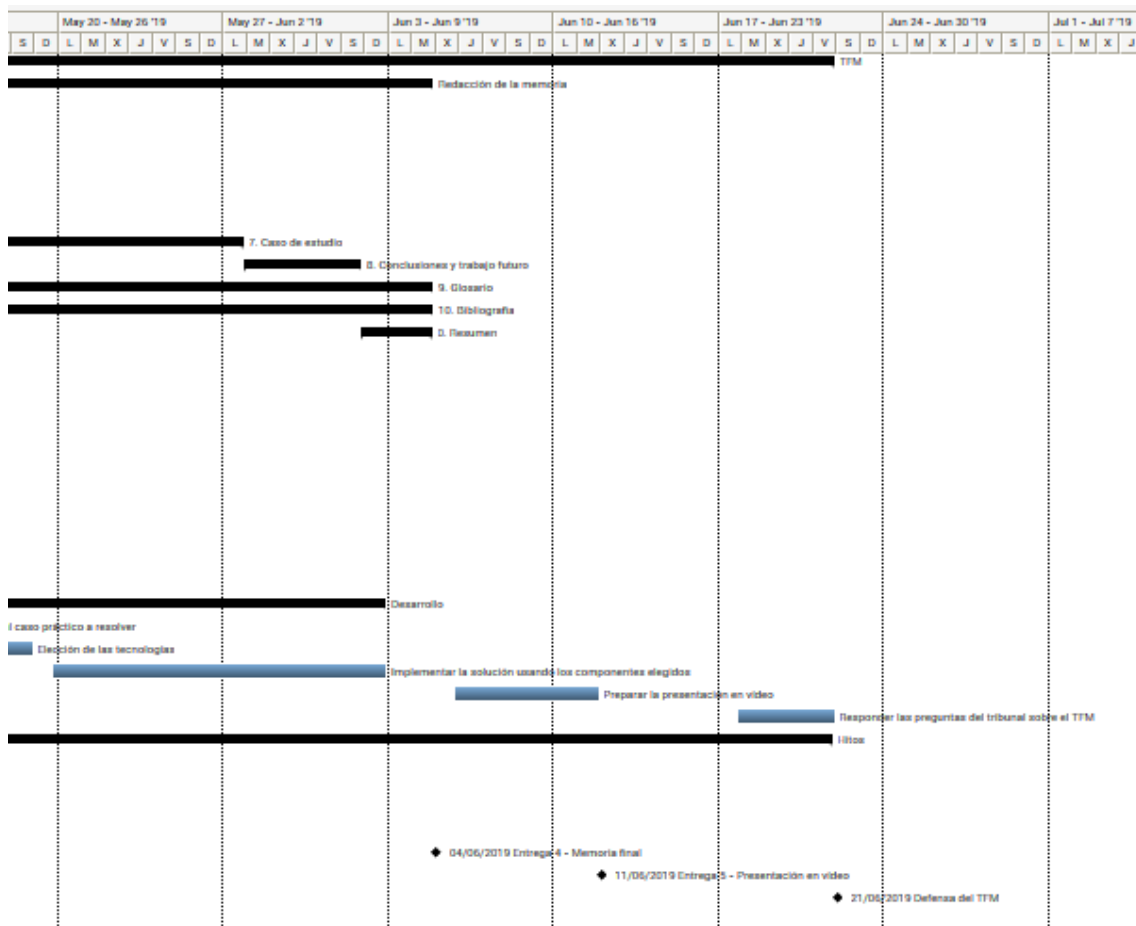 May 20 - May 26 '19 May 27 - Jun 2 '19 Jun 3 - Jun 9 '19 Jun 10 - Jun 16 '19 Jun 17 - Jun 23 '19 Jun 24 - Jun 30 '19 Jul 1 - Jul 7 '19
S D L M X J V S D L M X J V S D L M X J V S D L M X J V S D L M X J V S D L M X J V S D L M X J
TFM
Redacción de la memoria
7. Caso de estudio
8. Conclusiones y trabajo futuro
9. Glosario
10. Bibliografía
0. Resumen
Desarrollo
l caso práctico a resolver
Elección de las tecnologías
Implementar la solución usando los componentes elegidos
Preparar la presentación en vídeo
Responder las preguntas del tribunal sobre el TFM
Hitos
04/06/2019 Entrega 4 - Memoria final
11/06/2019 Entrega 5 - Presentación en vídeo
21/06/2019 Defensa del TFM